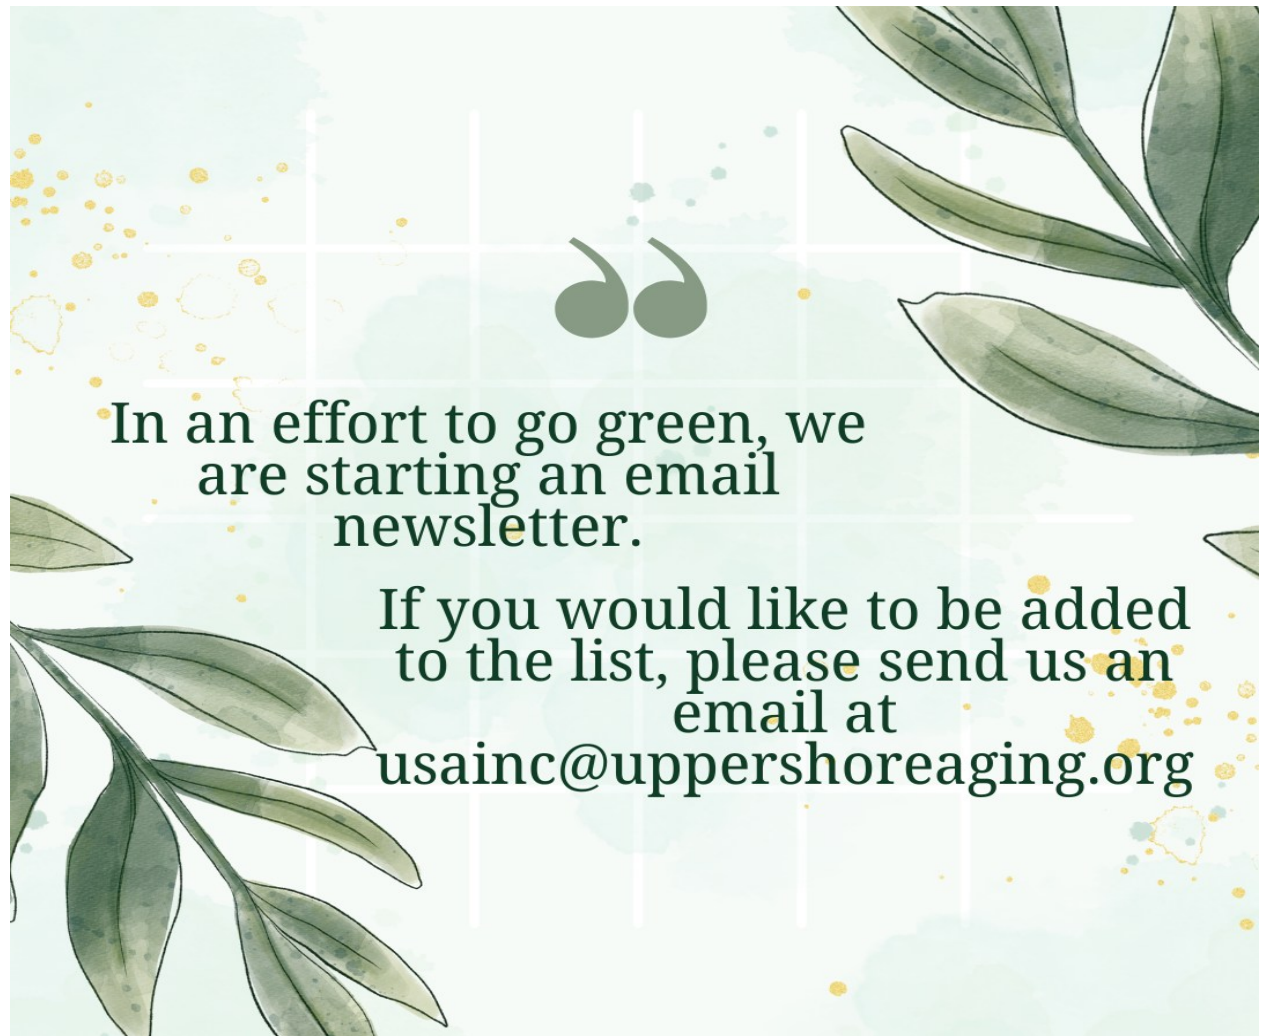 In an effort to go green, we
are starting an email
newsletter.
If you would like to be added
to the list, please send us an
email at
usainc@uppershoreaging.org